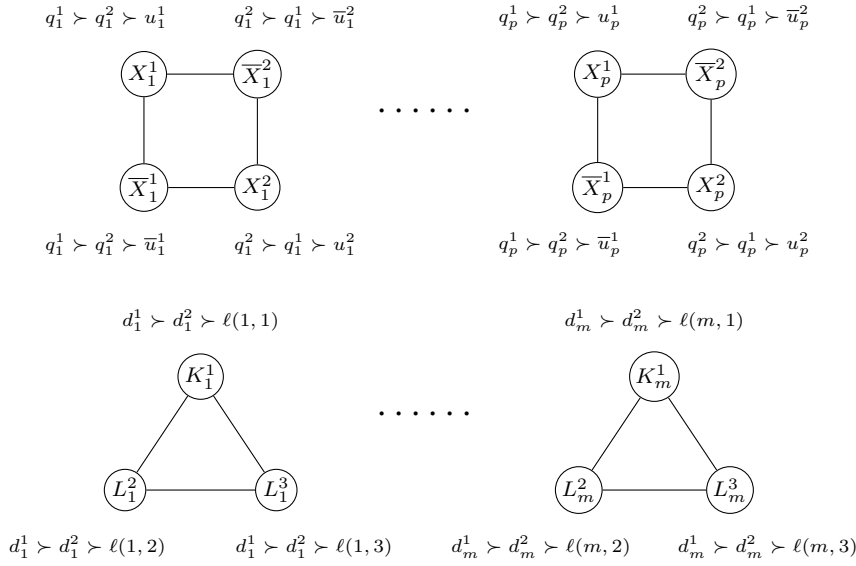 q_1^1 ≻ q_1^2 ≻ u_1^1 q_1^2 ≻ q_1^1 ≻ u̅_1^2 q_p^1 ≻ q_p^2 ≻ u_p^1 q_p^2 ≻ q_p^1 ≻ u̅_p^2
X_1^1 X̅_1^2 X_p^1 X̅_p^2
· · · · · ·
X̅_1^1 X_1^2 X̅_p^1 X_p^2
q_1^1 ≻ q_1^2 ≻ u̅_1^1 q_1^2 ≻ q_1^1 ≻ u_1^2 q_p^1 ≻ q_p^2 ≻ u̅_p^1 q_p^2 ≻ q_p^1 ≻ u_p^2
d_1^1 ≻ d_1^2 ≻ ℓ(1, 1) d_m^1 ≻ d_m^2 ≻ ℓ(m, 1)
K_1^1 K_m^1
· · · · · ·
L_1^2 L_1^3 L_m^2 L_m^3
d_1^1 ≻ d_1^2 ≻ ℓ(1, 2) d_1^1 ≻ d_1^2 ≻ ℓ(1, 3) d_m^1 ≻ d_m^2 ≻ ℓ(m, 2) d_m^1 ≻ d_m^2 ≻ ℓ(m, 3)